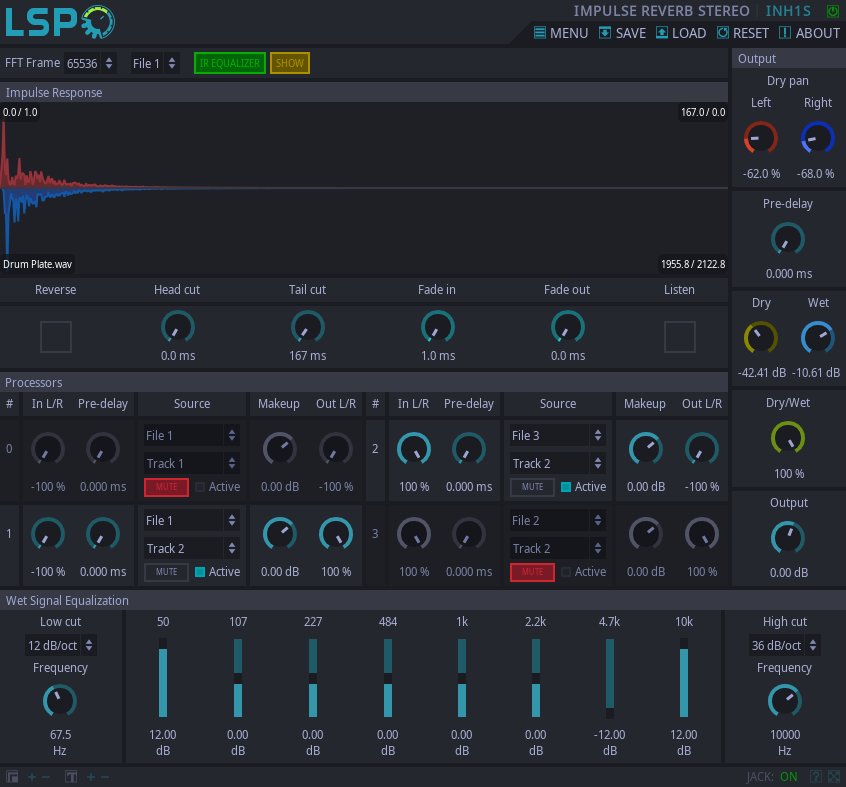 LSP
IMPULSE REVERB STEREO INH1S
MENU SAVE LOAD RESET ABOUT
FFT Frame 65536 File 1 IR EQUALIZER SHOW
Output
Dry pan
Left Right
-62.0 % -68.0 %
Pre-delay
0.000 ms
Dry Wet
-42.41 dB -10.61 dB
Dry/Wet
100 %
Output
0.00 dB
Impulse Response
0.0 / 1.0 167.0 / 0.0
Drum Plate.wav 1955.8 / 2122.8
Reverse Head cut Tail cut Fade in Fade out Listen
0.0 ms 167 ms 1.0 ms 0.0 ms
Processors
# In L/R Pre-delay Source Makeup Out L/R # In L/R Pre-delay Source Makeup Out L/R
0 File 1 2 File 3
Track 1 Track 2
-100 % 0.000 ms MUTE Active 0.00 dB -100 % 100 % 0.000 ms MUTE Active 0.00 dB -100 %
1 File 1 3 File 2
Track 2 Track 2
-100 % 0.000 ms MUTE Active 0.00 dB 100 % 100 % 0.000 ms MUTE Active 0.00 dB 100 %
Wet Signal Equalization
Low cut 50 107 227 484 1k 2.2k 4.7k 10k High cut
12 dB/oct 36 dB/oct
Frequency Frequency
67.5 12.00 0.00 0.00 0.00 0.00 0.00 -12.00 12.00 10000
Hz dB dB dB dB dB dB dB dB Hz
JACK: ON